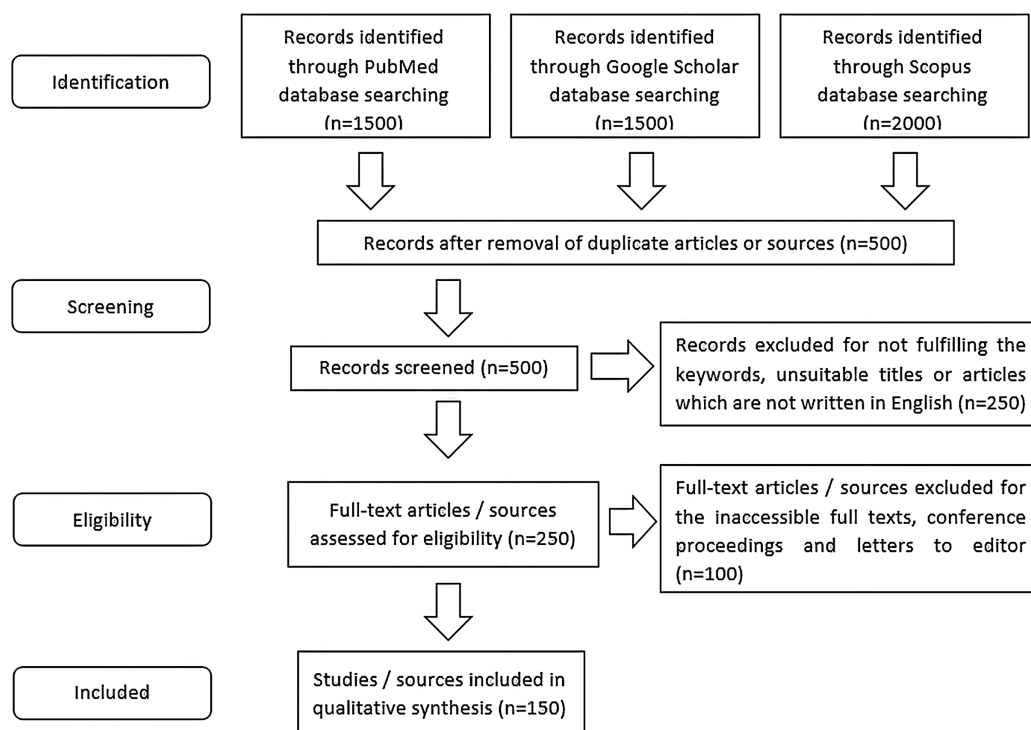 Identification
Records identified
through PubMed
database searching
(n=1500)
Records identified
through Google Scholar
database searching
(n=1500)
Records identified
through Scopus
database searching
(n=2000)
Records after removal of duplicate articles or sources (n=500)
Screening
Records screened (n=500)
Records excluded for not fulfilling the
keywords, unsuitable titles or articles
which are not written in English (n=250)
Eligibility
Full-text articles / sources
assessed for eligibility (n=250)
Full-text articles / sources excluded for
the inaccessible full texts, conference
proceedings and letters to editor
(n=100)
Included
Studies / sources included in
qualitative synthesis (n=150)